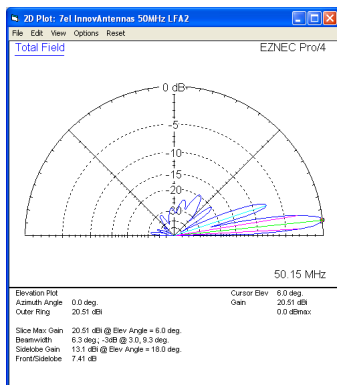 2D Plot: 7el InnovAntennas 50MHz LFA2
File Edit View Options Reset
Total Field
EZNEC Pro/4
0 dB
-5
-10
-15
-20
-30
50.15 MHz
Elevation Plot
Azimuth Angle 0.0 deg.
Outer Ring 20.51 dBi
Cursor Elev 6.0 deg.
Gain 20.51 dBi
0.0 dBmax
Slice Max Gain 20.51 dBi @ Elev Angle = 6.0 deg.
Beamwidth 6.3 deg.; -3dB @ 3.0, 9.3 deg.
Sidelobe Gain 13.1 dBi @ Elev Angle = 18.0 deg.
Front/Sidelobe 7.41 dB